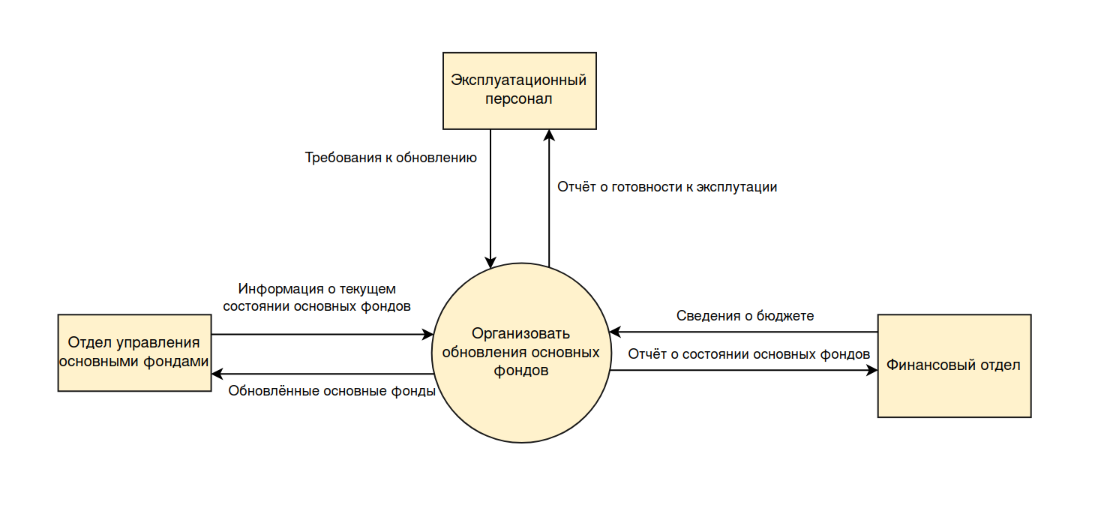 Эксплуатационный
персонал
Требования к обновлению
Отчёт о готовности к эксплутации
Информация о текущем
состоянии основных фондов
Отдел управления
основными фондами
Обновлённые основные фонды
Организовать
обновления основных
фондов
Сведения о бюджете
Отчёт о состоянии основных фондов
Финансовый отдел